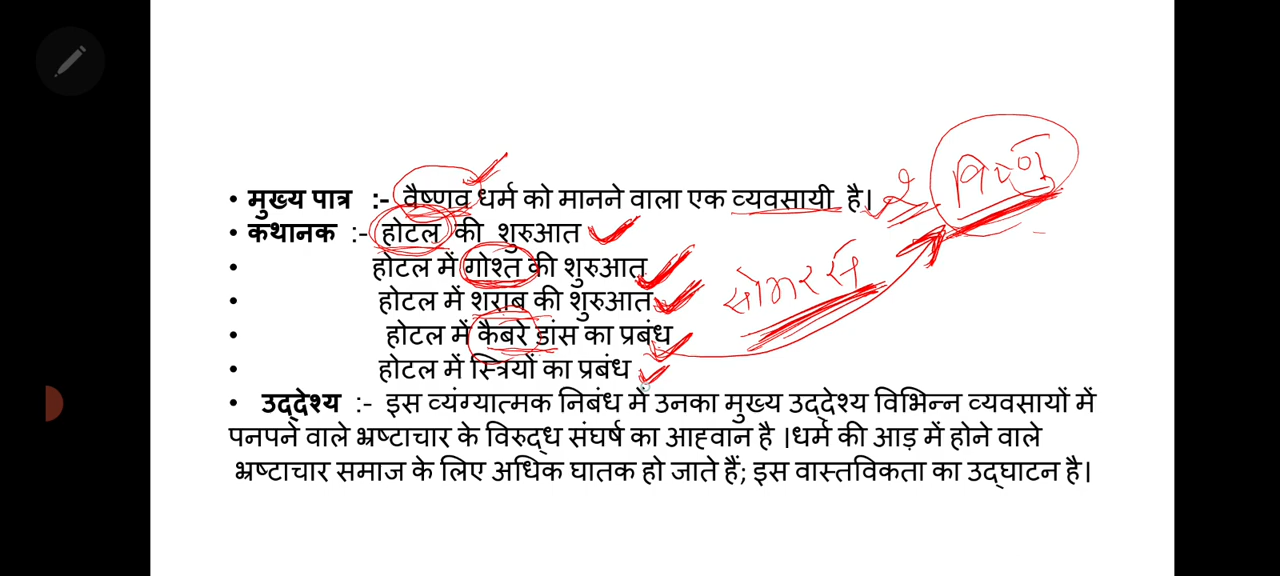 विष्णु
• मुख्य पात्र :- वैष्णव धर्म को मानने वाला एक व्यवसायी है।
• कथानक :- होटल की शुरुआत
• होटल में गोश्त की शुरुआत
सोमरस
• होटल में शराब की शुरुआत
• होटल में कैबरे डांस का प्रबंध
• होटल में स्त्रियों का प्रबंध
• उद्देश्य :- इस व्यंग्यात्मक निबंध में उनका मुख्य उद्देश्य विभिन्न व्यवसायों में
पनपने वाले भ्रष्टाचार के विरुद्ध संघर्ष का आह्वान है ।धर्म की आड़ में होने वाले
भ्रष्टाचार समाज के लिए अधिक घातक हो जाते हैं; इस वास्तविकता का उद्घाटन है।